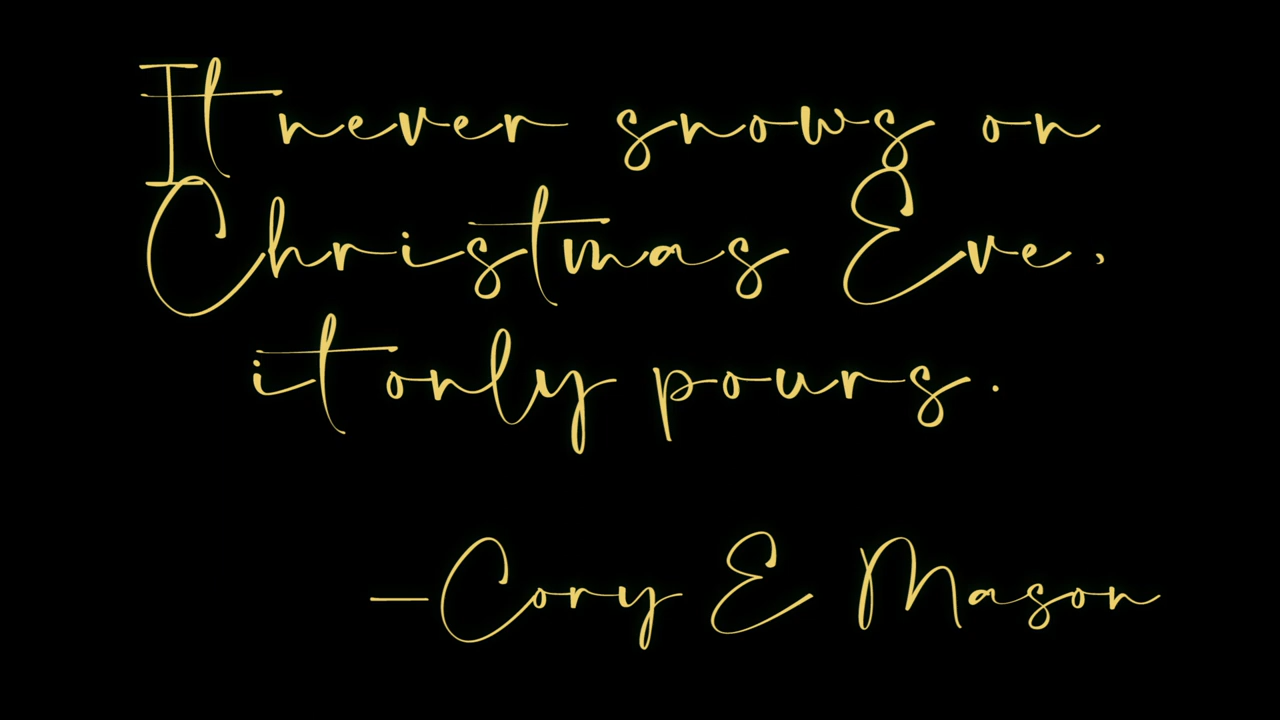 It never snows on
Christmas Eve,
it only pours.
—Cory E Mason